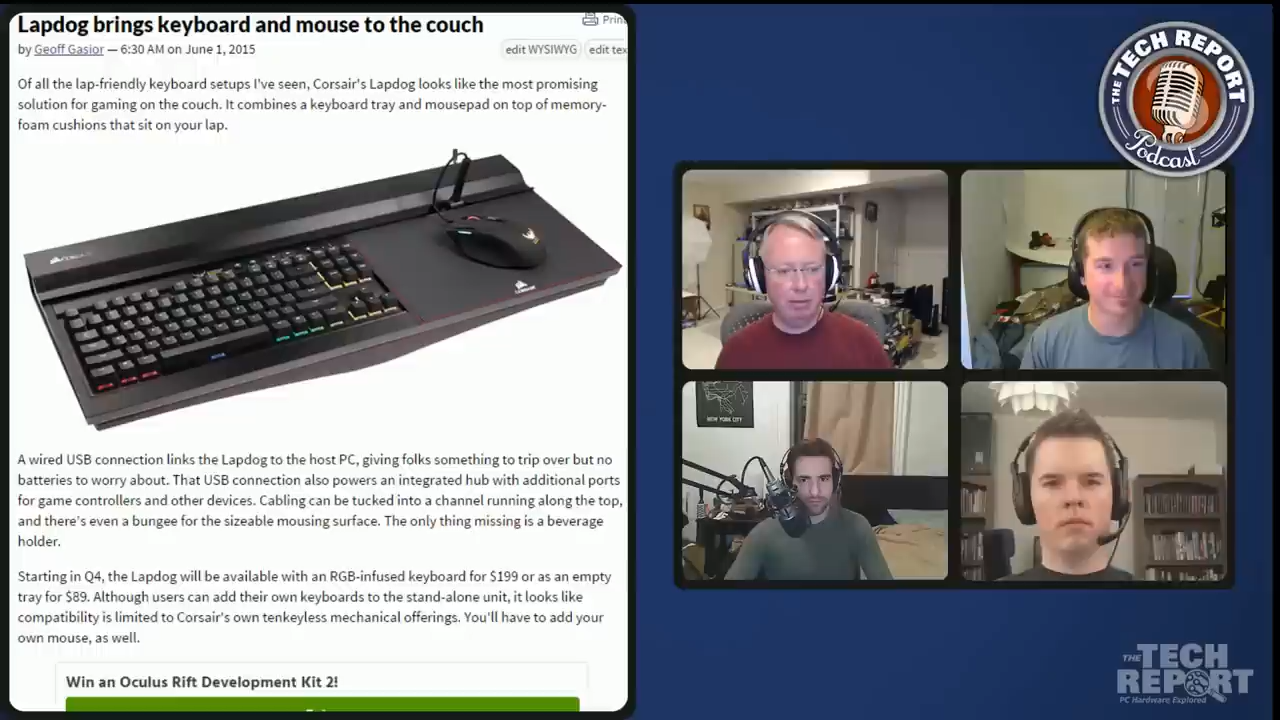 Lapdog brings keyboard and mouse to the couch
Print
by Geoff Gasior — 6:30 AM on June 1, 2015
edit WYSIWYG
edit tex
Of all the lap-friendly keyboard setups I've seen, Corsair's Lapdog looks like the most promising
solution for gaming on the couch. It combines a keyboard tray and mousepad on top of memory-
foam cushions that sit on your lap.
A wired USB connection links the Lapdog to the host PC, giving folks something to trip over but no
batteries to worry about. That USB connection also powers an integrated hub with additional ports
for game controllers and other devices. Cabling can be tucked into a channel running along the top,
and there's even a bungee for the sizeable mousing surface. The only thing missing is a beverage
holder.
Starting in Q4, the Lapdog will be available with an RGB-infused keyboard for $199 or as an empty
tray for $89. Although users can add their own keyboards to the stand-alone unit, it looks like
compatibility is limited to Corsair's own tenkeyless mechanical offerings. You'll have to add your
own mouse, as well.
Win an Oculus Rift Development Kit 2!
THE TECH REPORT
Podcast
NEW YORK CITY
THE TECH
REPORT
PC Hardware Explored